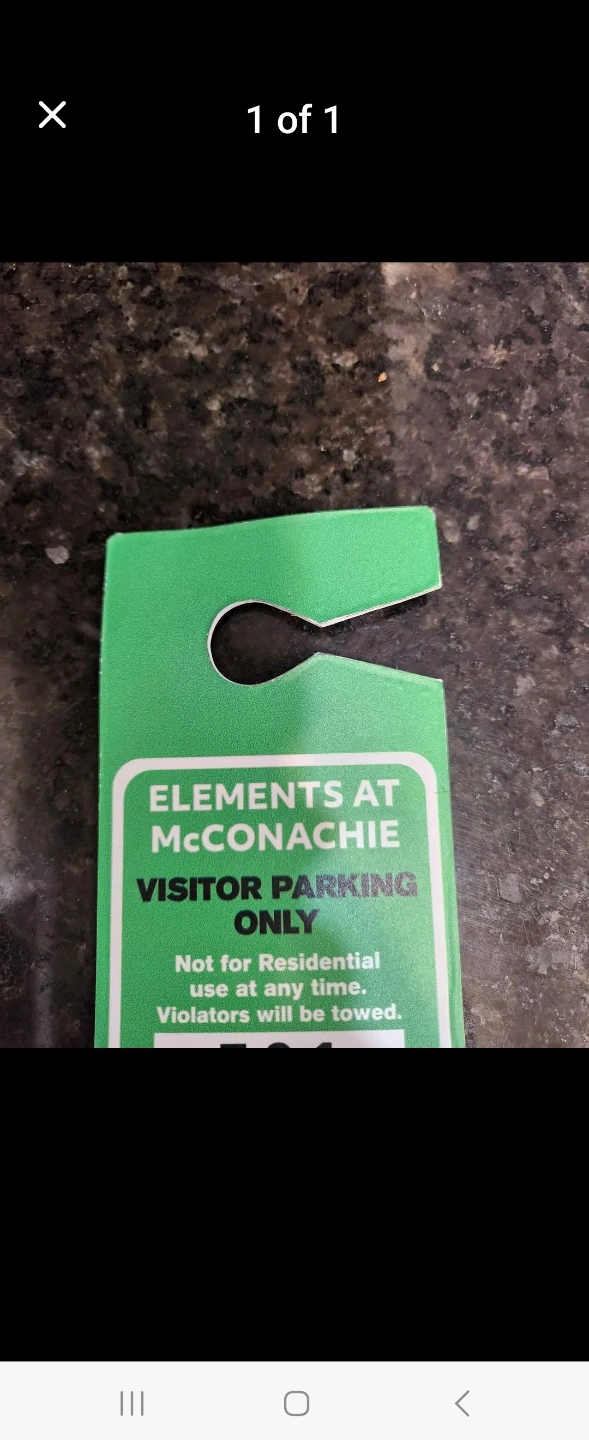 1 of 1
ELEMENTS AT
McCONACHIE
VISITOR PARKING
ONLY
Not for Residential
use at any time.
Violators will be towed.